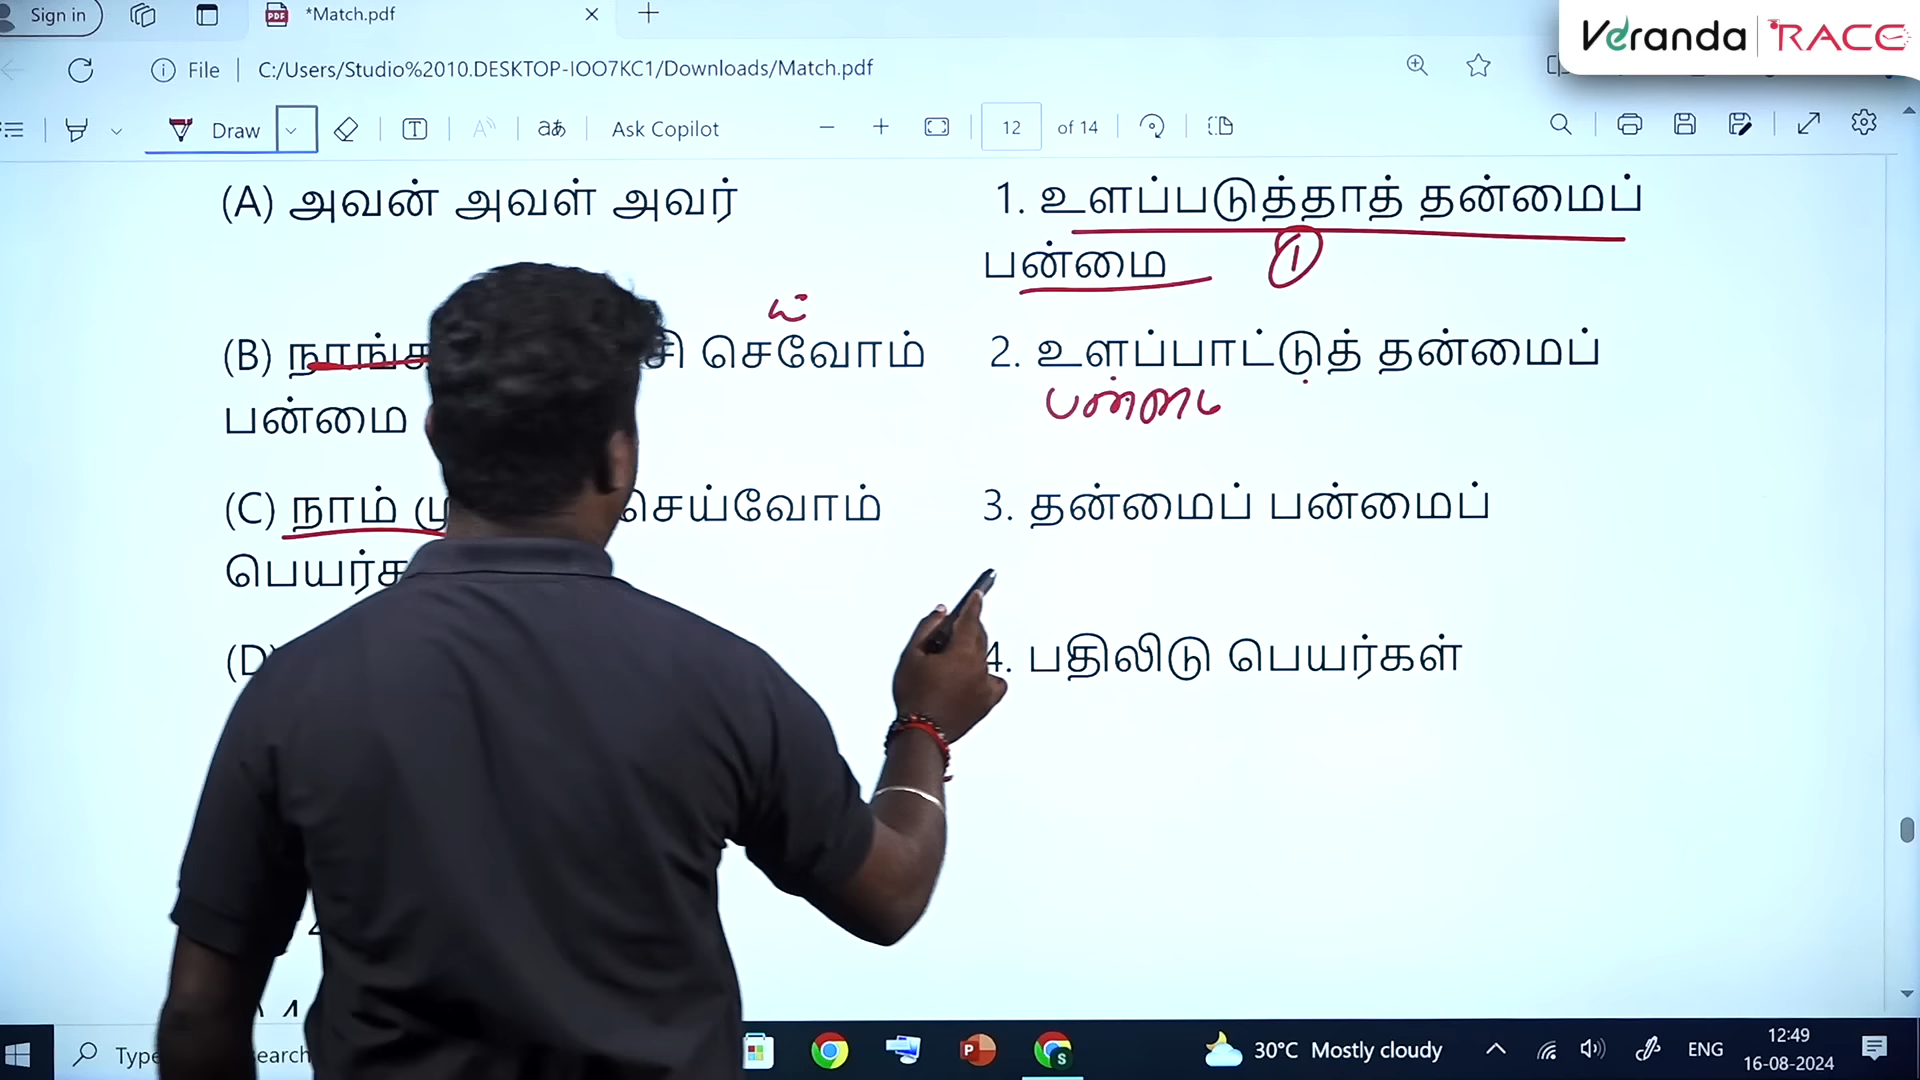 Sign in
*Match.pdf
Veranda RACE
File C:/Users/Studio%2010.DESKTOP-IOO7KC1/Downloads/Match.pdf
Draw Ask Copilot 12 of 14
(A) அவன் அவள் அவர்
1. உளப்படுத்தாத் தன்மைப்
பன்மை
1
ய்
(B) செவோம்
பன்மை
2. உளப்பாட்டுத் தன்மைப்
பன்மை
(C) நாம் செய்வோம்
3. தன்மைப் பன்மைப்
4. பதிலிடு பெயர்கள்
30°C Mostly cloudy
ENG
12:49
16-08-2024